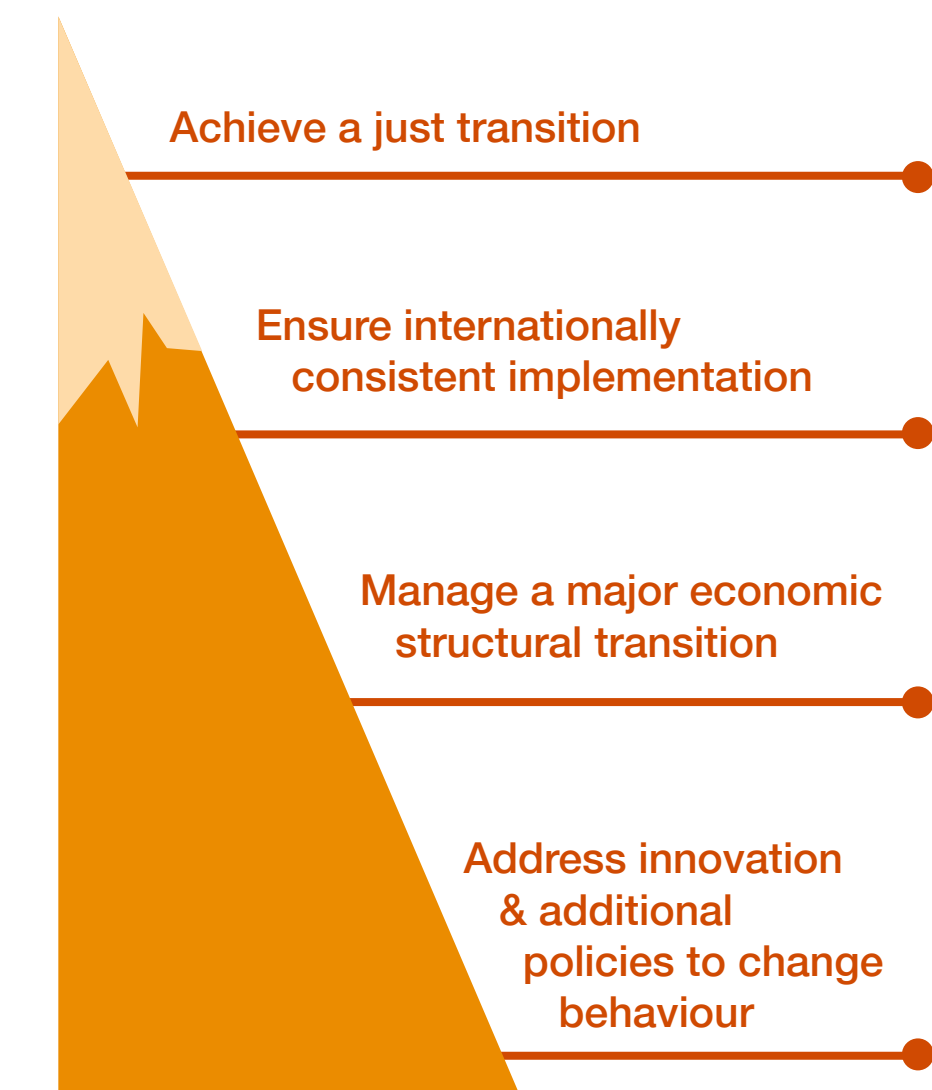 Achieve a just transition
Ensure internationally
consistent implementation
Manage a major economic
structural transition
Address innovation
& additional
policies to change
behaviour